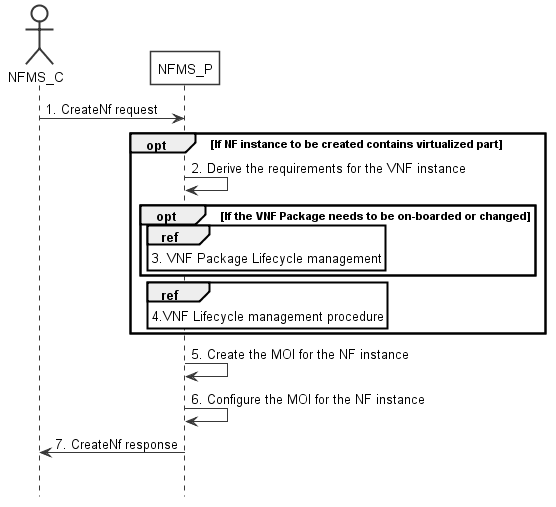 NFMS_C
NFMS_P
1. CreateNf request
opt [If NF instance to be created contains virtualized part]
2. Derive the requirements for the VNF instance
opt [If the VNF Package needs to be on-boarded or changed]
ref
3. VNF Package Lifecycle management
ref
4.VNF Lifecycle management procedure
5. Create the MOI for the NF instance
6. Configure the MOI for the NF instance
7. CreateNf response